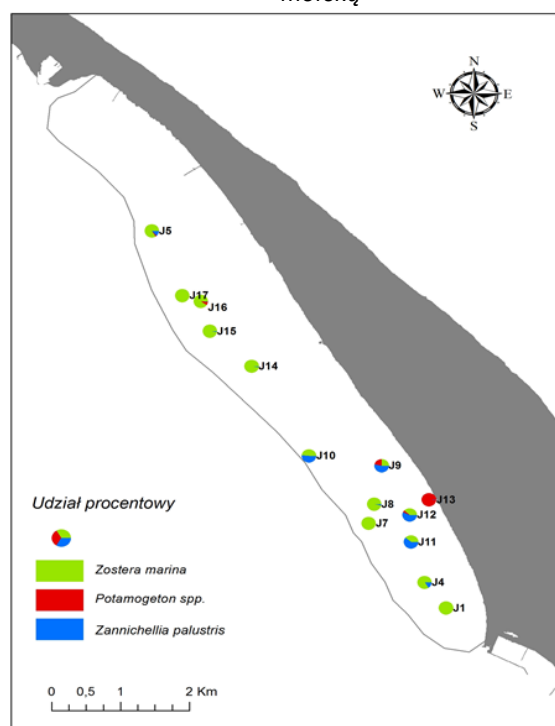 N
W E
S
J5
J17
J16
J15
J14
J10
J9
J13
J8
J12
J7
J11
J4
J1
Udział procentowy
Zostera marina
Potamogeton spp.
Zannichellia palustris
0 0,5 1 2 Km